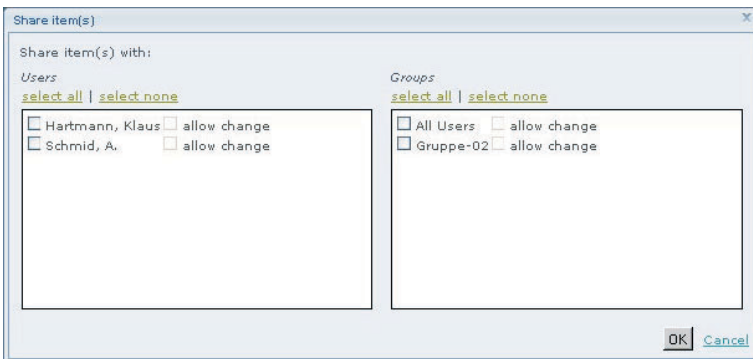 Share item(s)
x
Share item(s) with:
Users
select all | select none
Hartmann, Klaus allow change
Schmid, A. allow change
Groups
select all | select none
All Users allow change
Gruppe-02 allow change
OK Cancel